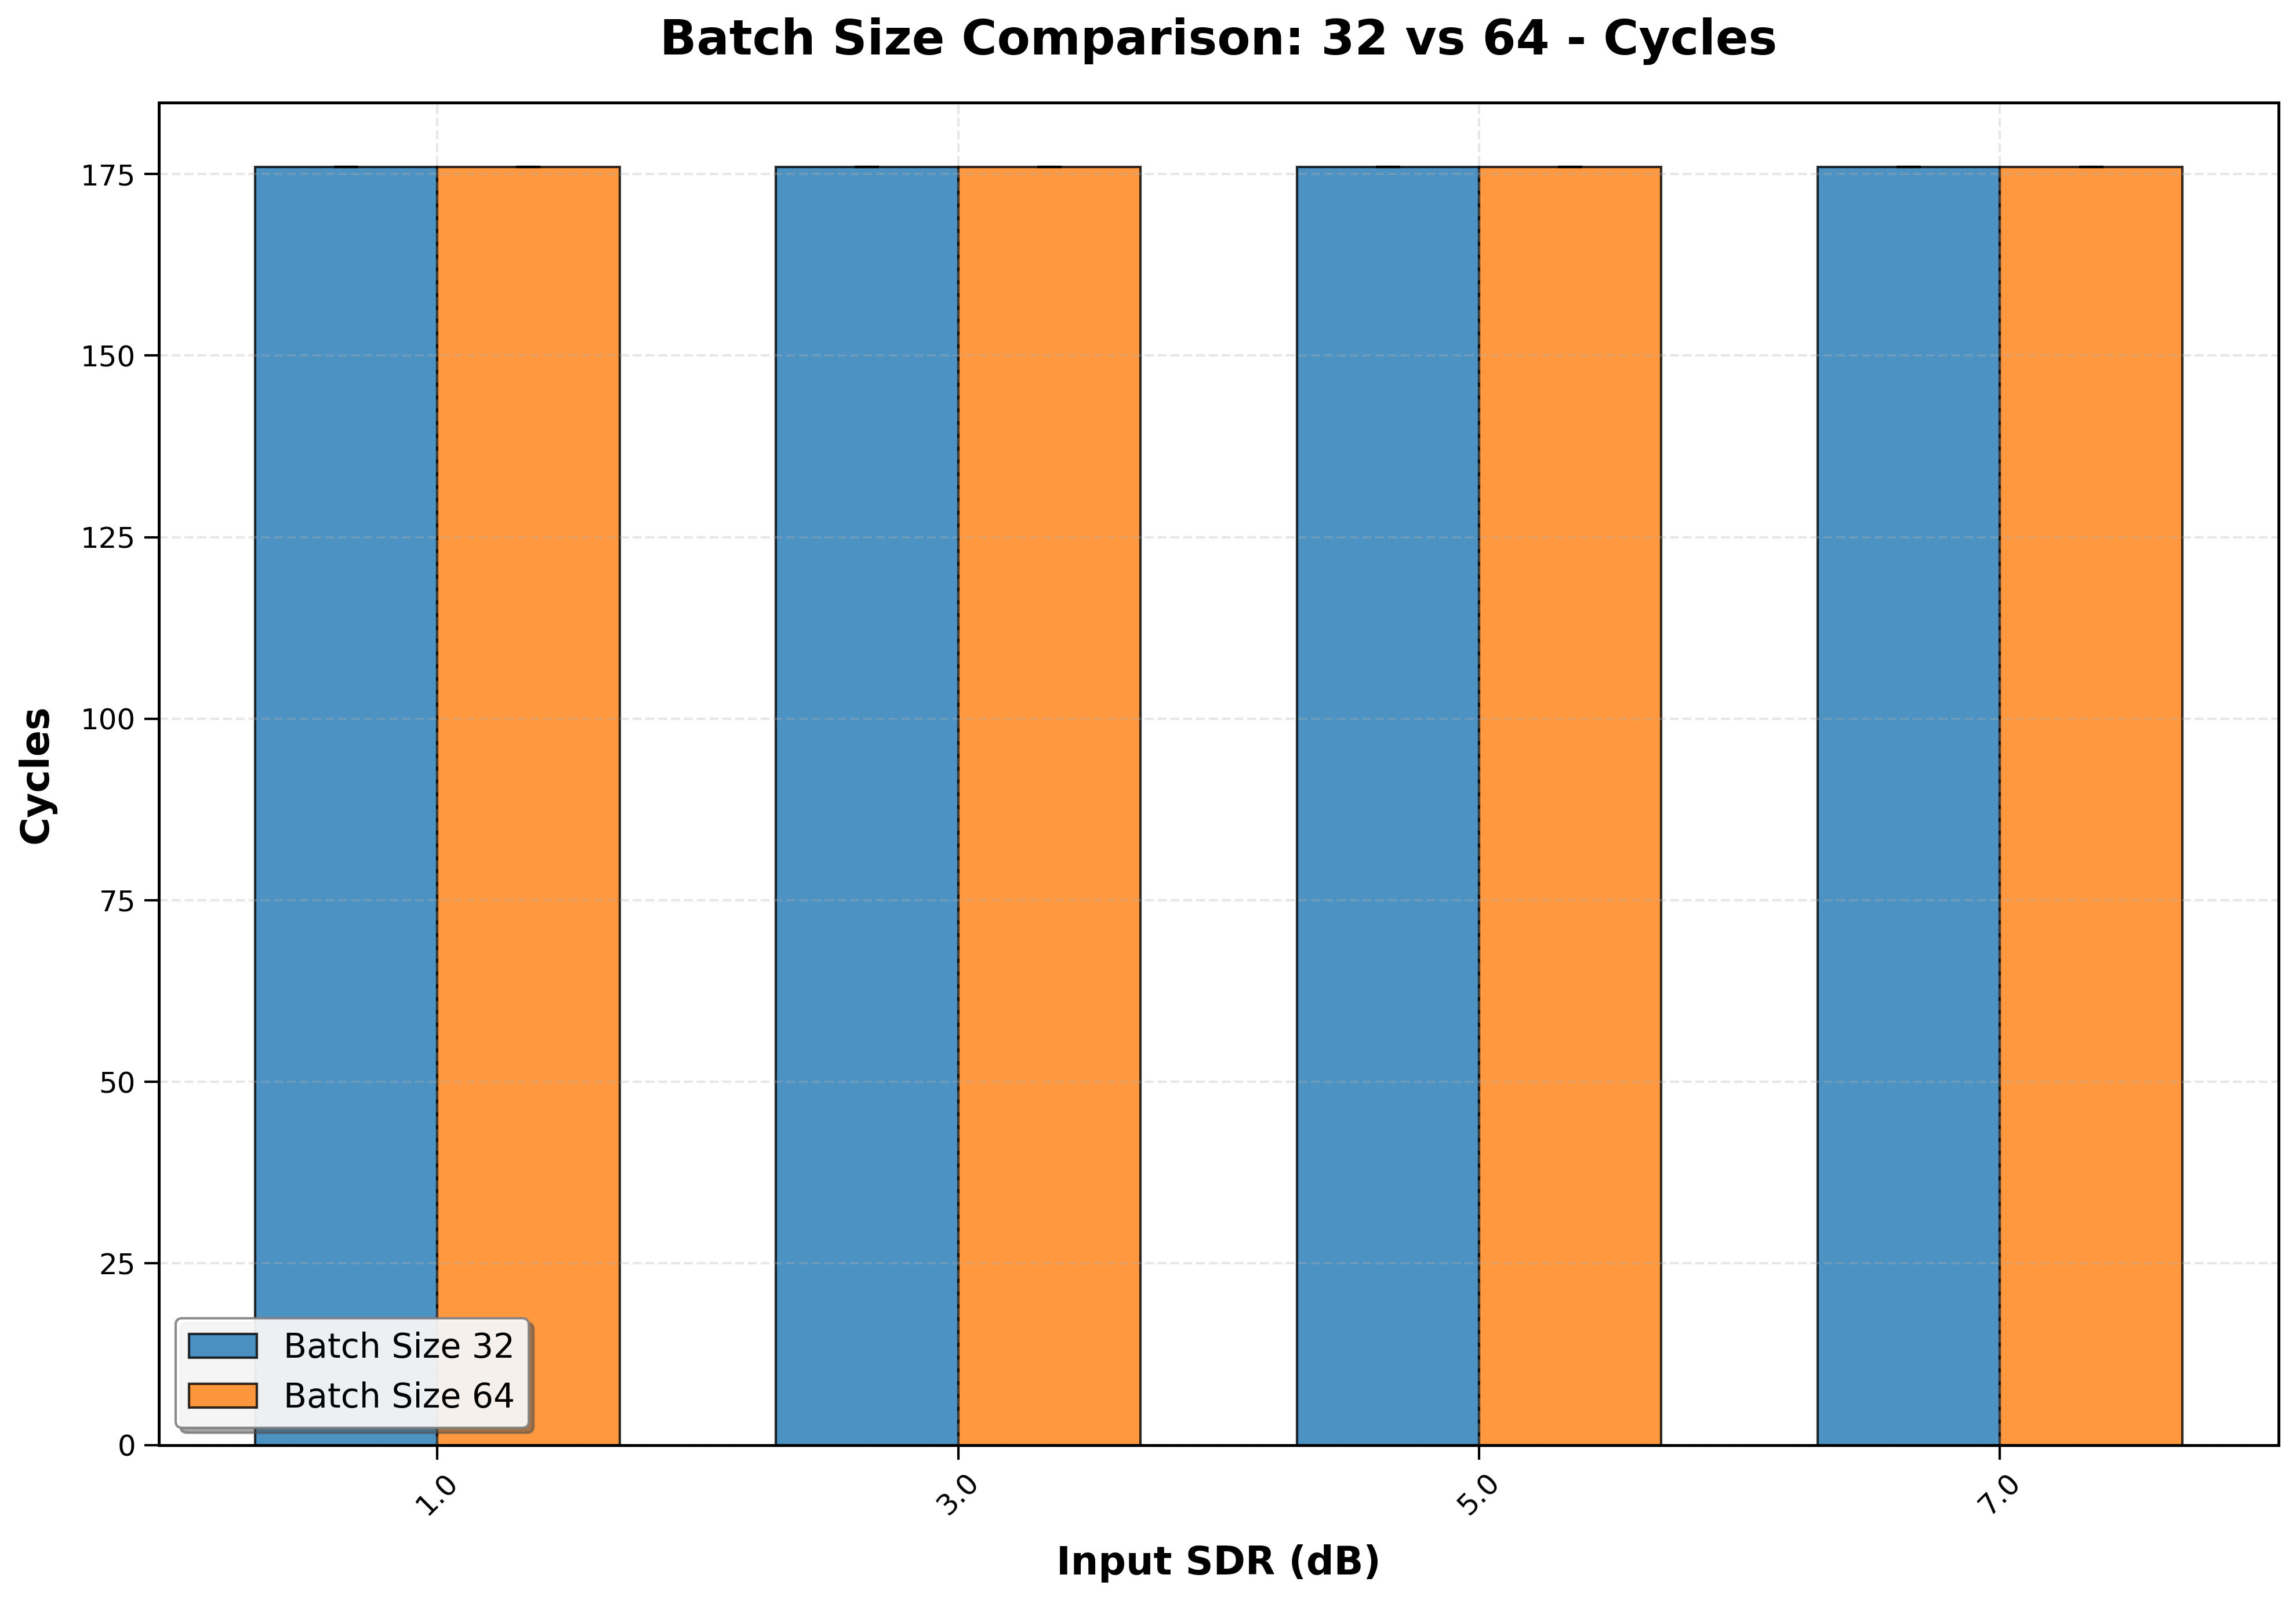 Batch Size Comparison: 32 vs 64 - Cycles
175
150
125
100
75
50
25
0
Cycles
Batch Size 32
Batch Size 64
1.0
3.0
5.0
7.0
Input SDR (dB)